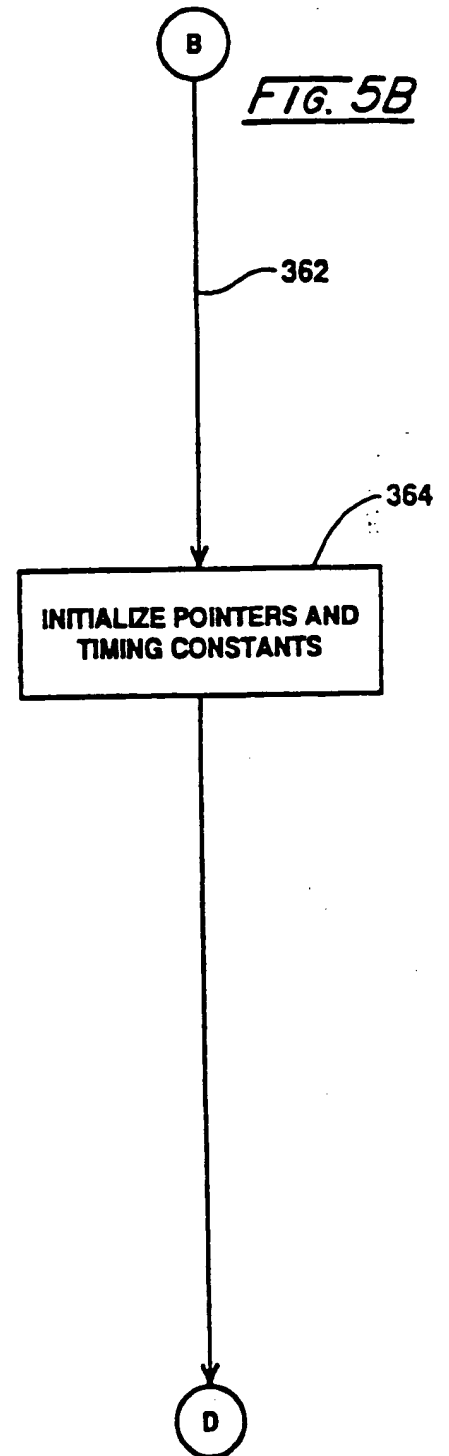 B
FIG. 5B
362
364
INITIALIZE POINTERS AND
TIMING CONSTANTS
D